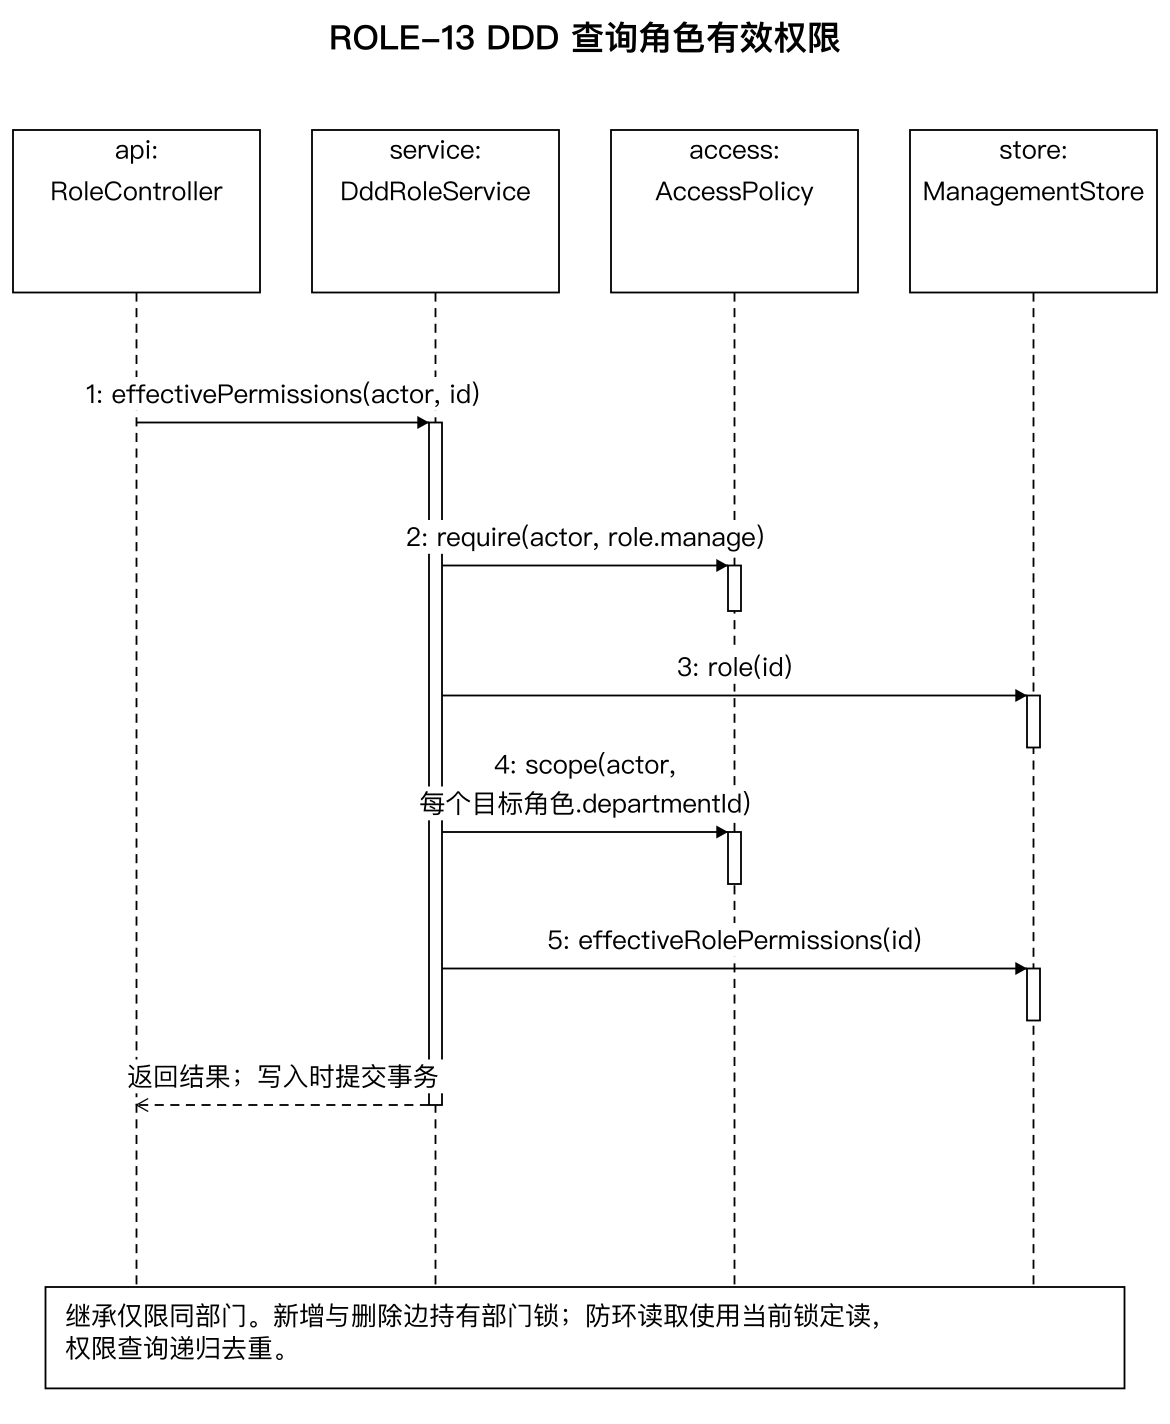 ROLE–13 DDD 查询角色有效权限
api:
RoleController
service:
DddRoleService
access:
AccessPolicy
store:
ManagementStore
1: effectivePermissions(actor, id)
2: require(actor, role.manage)
3: role(id)
4: scope(actor,
每个目标角色.departmentId)
5: effectiveRolePermissions(id)
返回结果；写入时提交事务
继承仅限同部门。新增与删除边持有部门锁；防环读取使用当前锁定读，
权限查询递归去重。